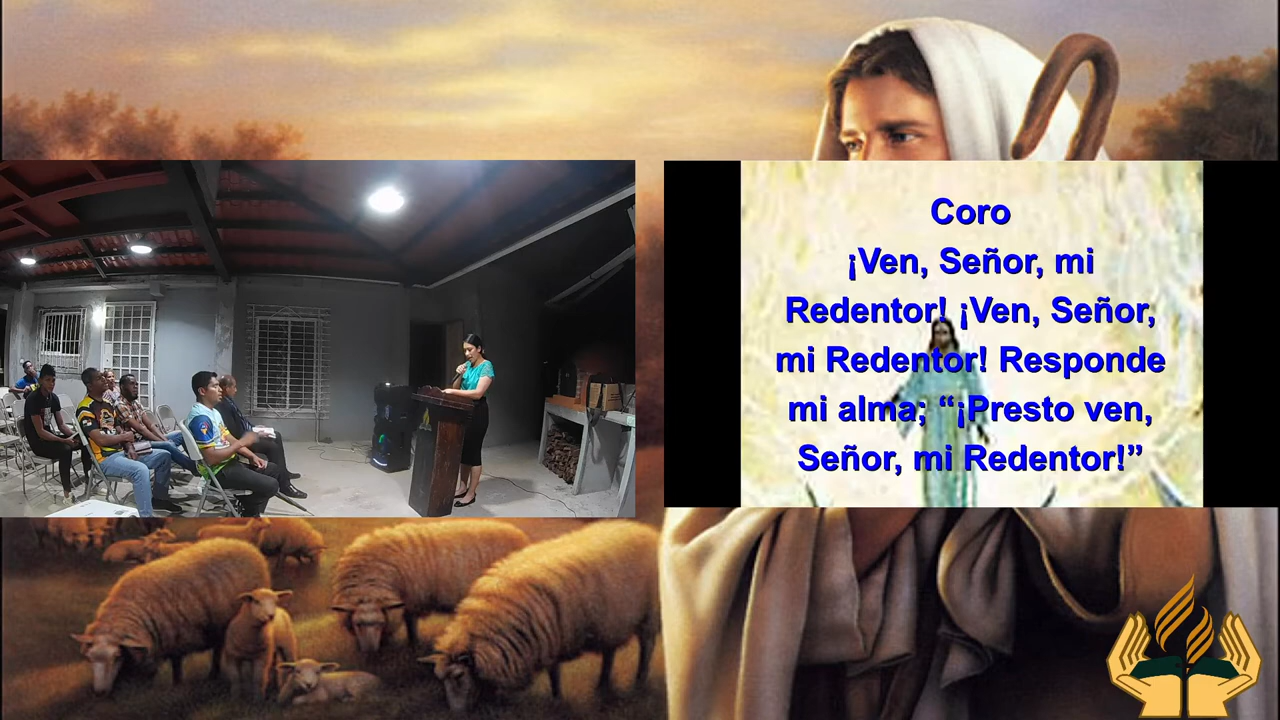 Coro
¡Ven, Señor, mi
Redentor! ¡Ven, Señor,
mi Redentor! Responde
mi alma; “¡Presto ven,
Señor, mi Redentor!”